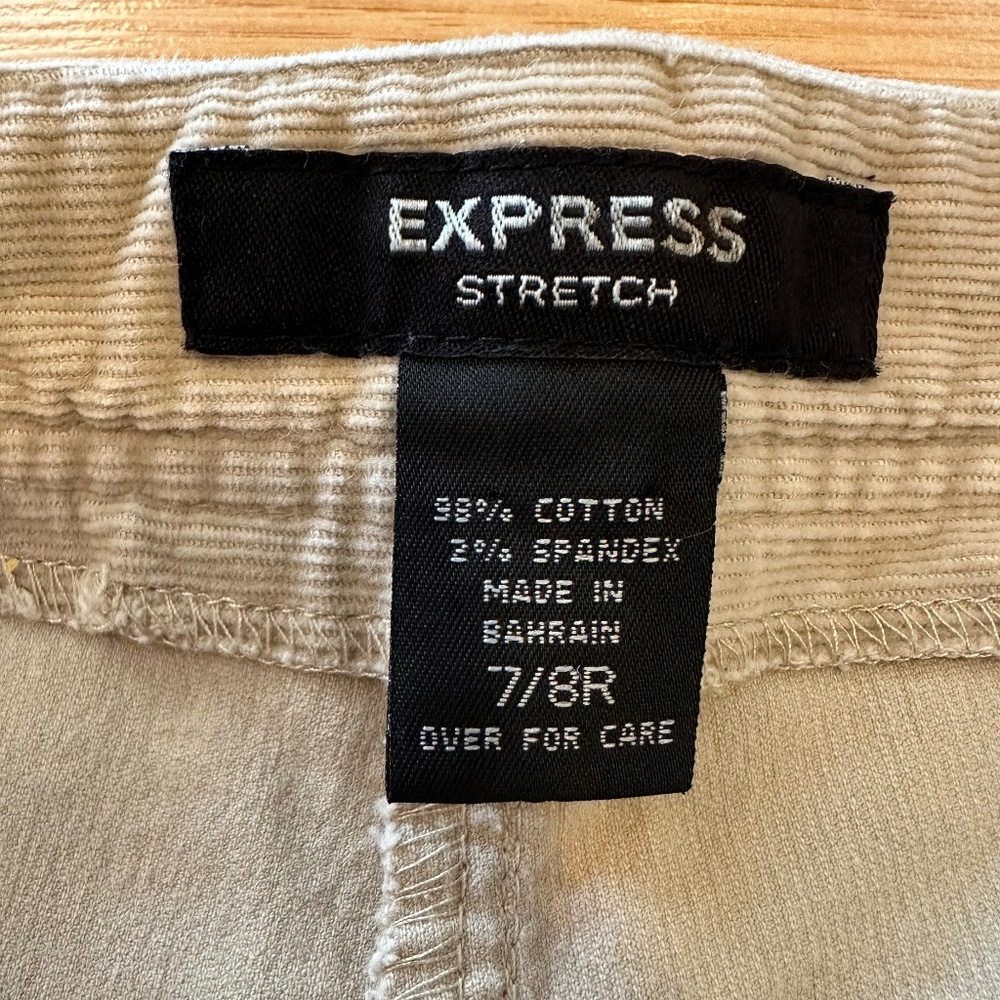 EXPRESS
STRETCH
98% COTTON
2% SPANDEX
MADE IN
BAHRAIN
7/8R
OVER FOR CARE